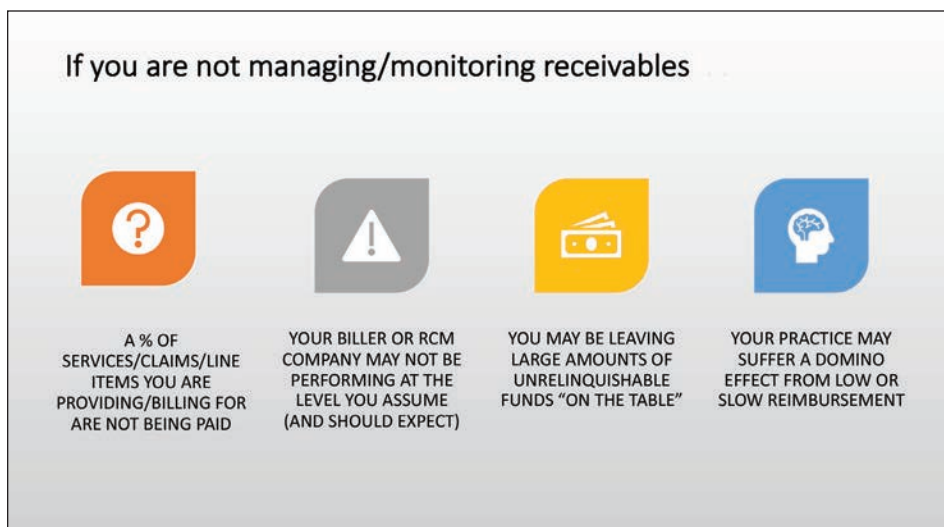 If you are not managing/monitoring receivables
A % OF
SERVICES/CLAIMS/LINE
ITEMS YOU ARE
PROVIDING/BILLING FOR
ARE NOT BEING PAID
YOUR BILLER OR RCM
COMPANY MAY NOT BE
PERFORMING AT THE
LEVEL YOU ASSUME
(AND SHOULD EXPECT)
YOU MAY BE LEAVING
LARGE AMOUNTS OF
UNRELINQUISHABLE
FUNDS “ON THE TABLE”
YOUR PRACTICE MAY
SUFFER A DOMINO
EFFECT FROM LOW OR
SLOW REIMBURSEMENT